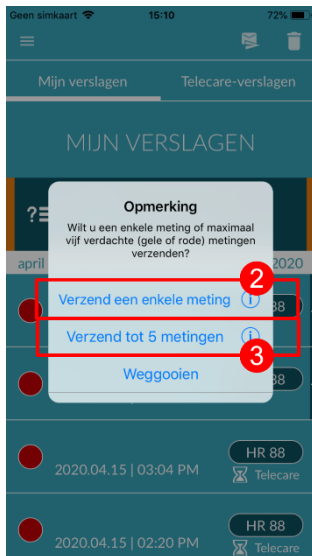 Geen simkaart 15:10 72%
Mijn verslagen Telecare-verslagen
MIJN VERSLAGEN
?
Opmerking
Wilt u een enkele meting of maximaal
vijf verdachte (gele of rode) metingen
verzenden?
april 2020
2
Verzend een enkele meting i 88
Verzend tot 5 metingen i
3
Weggooien 88
HR 88
2020.04.15 | 03:04 PM Telecare
HR 88
2020.04.15 | 02:20 PM Telecare